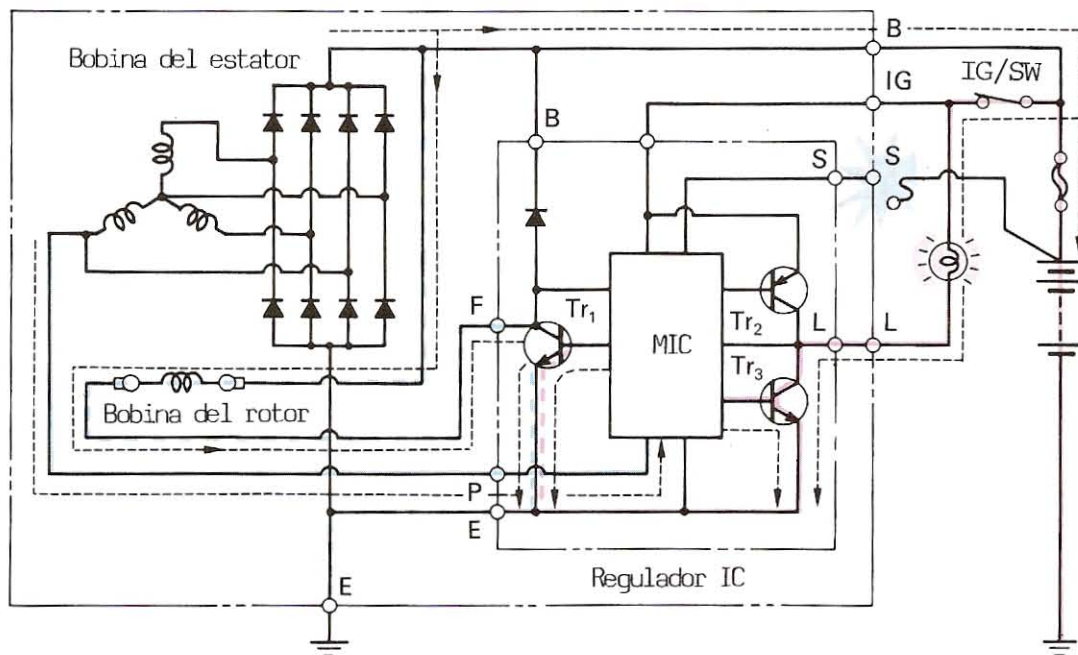 B
Bobina del estator
IG/SW
IG
B
S
S
F
Tr1
Tr2
MIC
L
L
Tr3
Bobina del rotor
P
E
Regulador IC
E